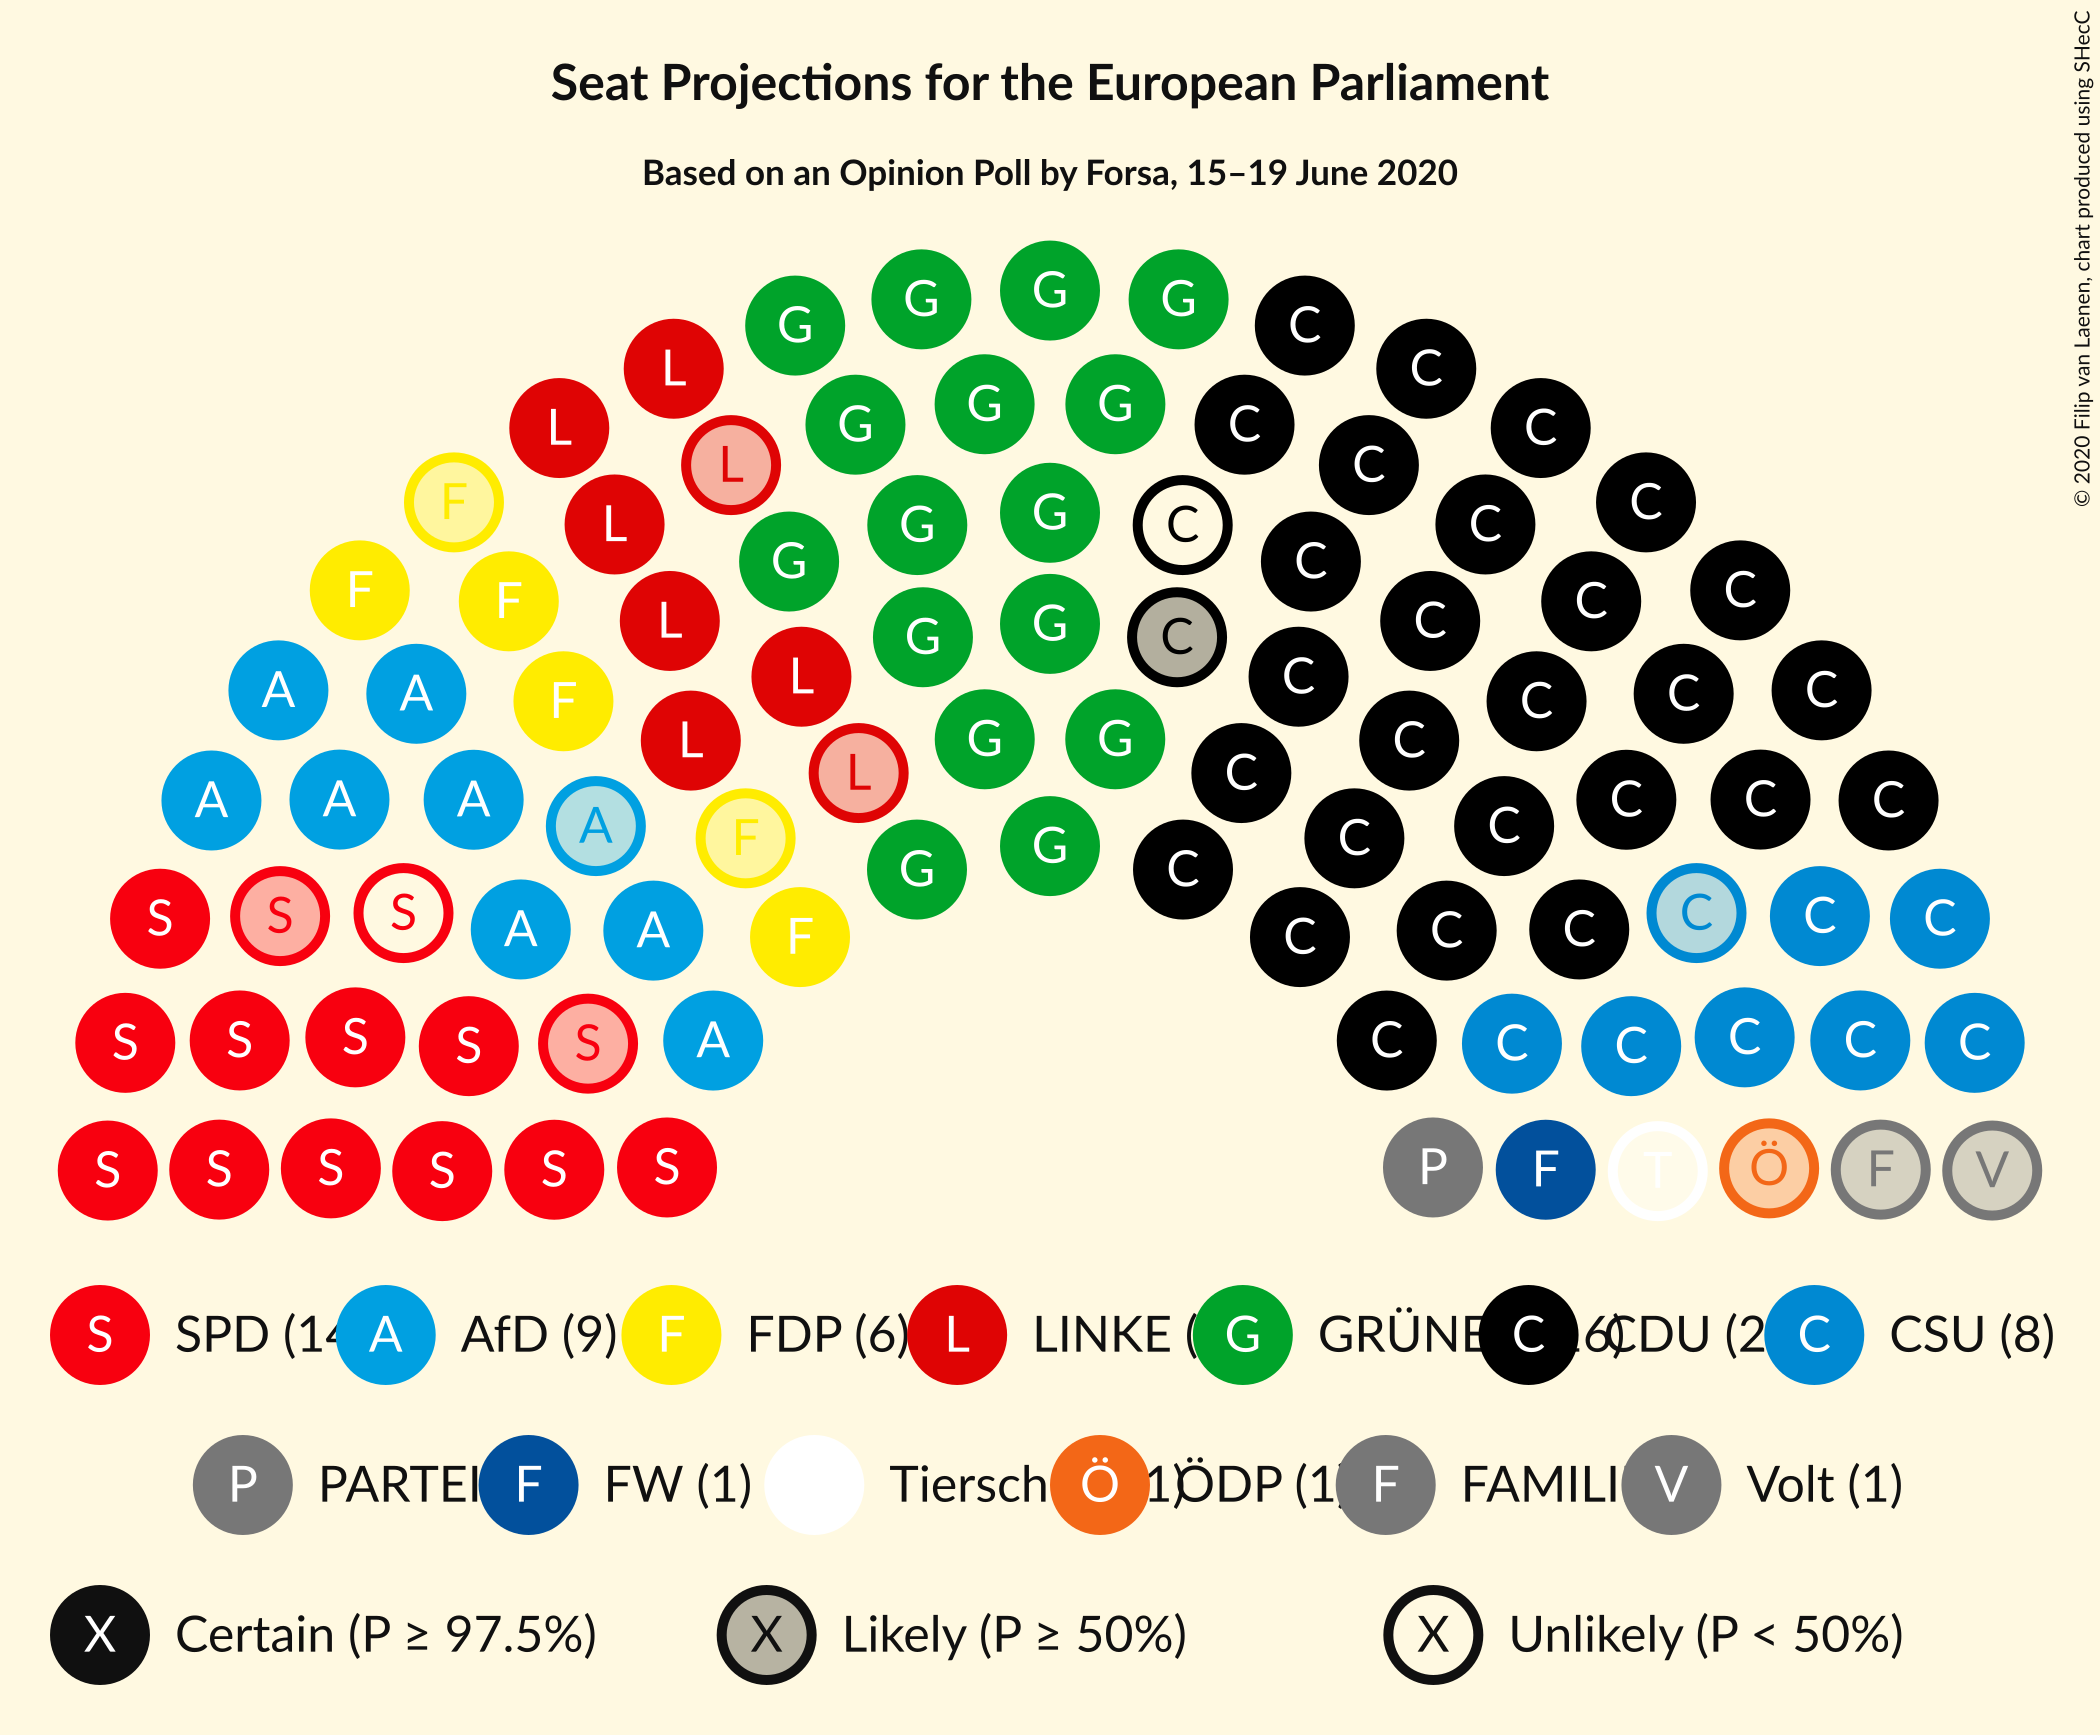 Seat Projections for the European Parliament
Based on an Opinion Poll by Forsa, 15–19 June 2020
© 2020 Filip van Laenen, chart produced using SHecC
G G G G G
C C
L G G G C C
L L C C C
F L G G G C C C C
F F L G G C C C C C
A A F L L G G C C C C C
A A A A F L G G C C C C C C
S S S A A F C C C C C C
S S S S S A C C C C C C
S S S S S S P F T Ö F V
S SPD (14 A AfD (9) F FDP (6) L LINKE ( G GRÜNE C 6) CDU (2 C CSU (8)
P PARTEI F FW (1) Tiersch Ö 1) ÖDP (1 F FAMILI V Volt (1)
X Certain (P ≥ 97.5%) X Likely (P ≥ 50%) X Unlikely (P < 50%)